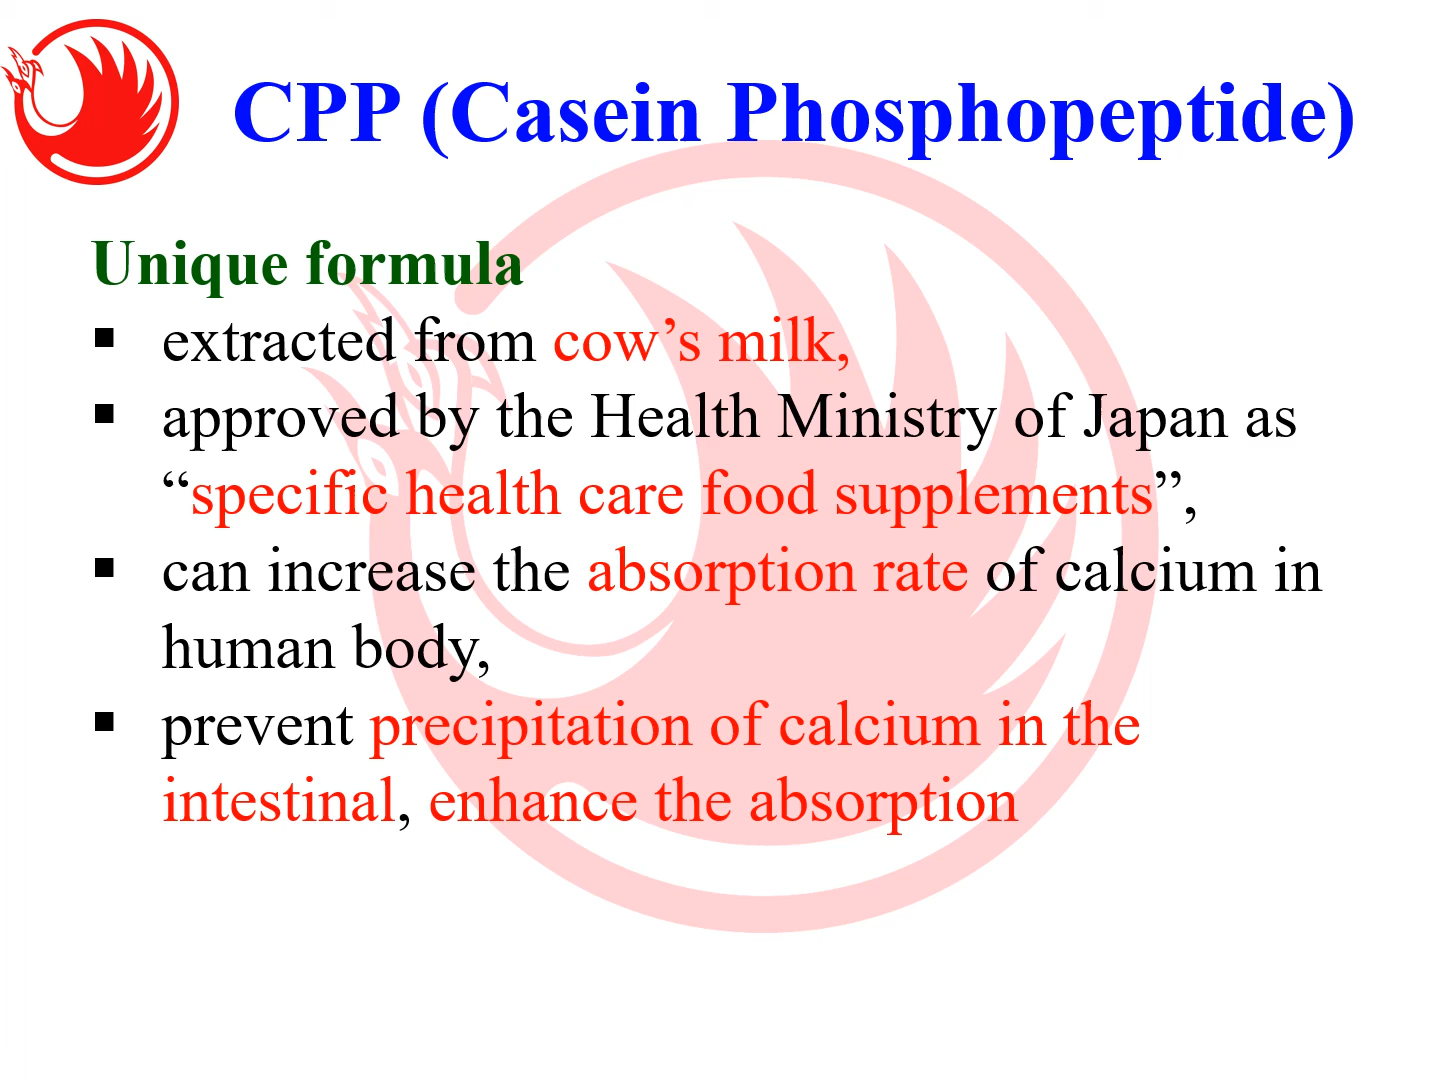 CPP (Casein Phosphopeptide)
Unique formula
▪ extracted from cow’s milk,
▪ approved by the Health Ministry of Japan as
“specific health care food supplements”,
▪ can increase the absorption rate of calcium in
human body,
▪ prevent precipitation of calcium in the
intestinal, enhance the absorption